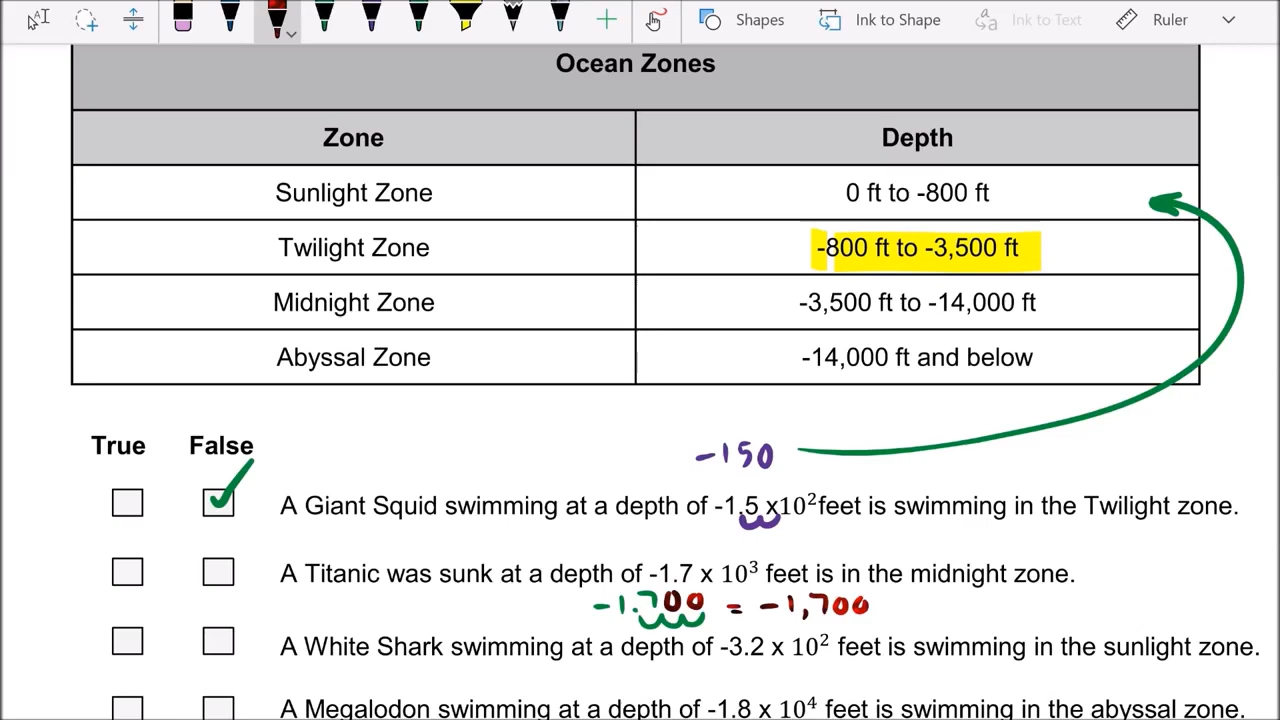 Shapes Ink to Shape Ink to Text Ruler
Ocean Zones
Zone Depth
Sunlight Zone 0 ft to -800 ft
Twilight Zone -800 ft to -3,500 ft
Midnight Zone -3,500 ft to -14,000 ft
Abyssal Zone -14,000 ft and below
True False
-150
A Giant Squid swimming at a depth of -1.5 x10² feet is swimming in the Twilight zone.
A Titanic was sunk at a depth of -1.7 x 10³ feet is in the midnight zone.
-1.700 = -1,700
A White Shark swimming at a depth of -3.2 x 10² feet is swimming in the sunlight zone.
A Megalodon swimming at a depth of -1.8 x 10⁴ feet is swimming in the abyssal zone.